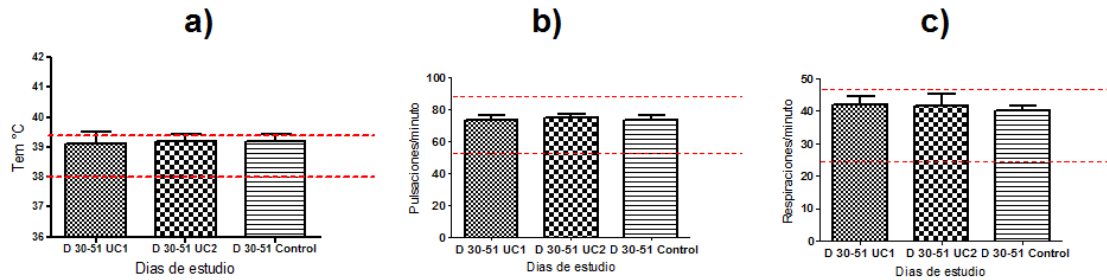 a)
Tem °C
42
41
40
39
38
37
36
D 30-51 UC1 D 30-51 UC2 D 30-51 Control
Dias de estudio
b)
Pulsaciones/minuto
100
80
60
40
20
0
D 30-51 UC1 D 30-51 UC2 D 30-51 Control
Dias de estudio
c)
Respiraciones/minuto
50
40
30
20
10
0
D 30-51 UC1 D 30-51 UC2 D 30-51 Control
Dias de estudio